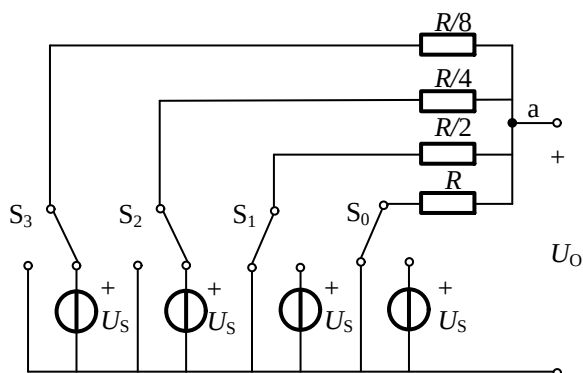 R/8
R/4
a
R/2
+
R
S3 S2 S1 S0
UO
+ + + +
US US US US